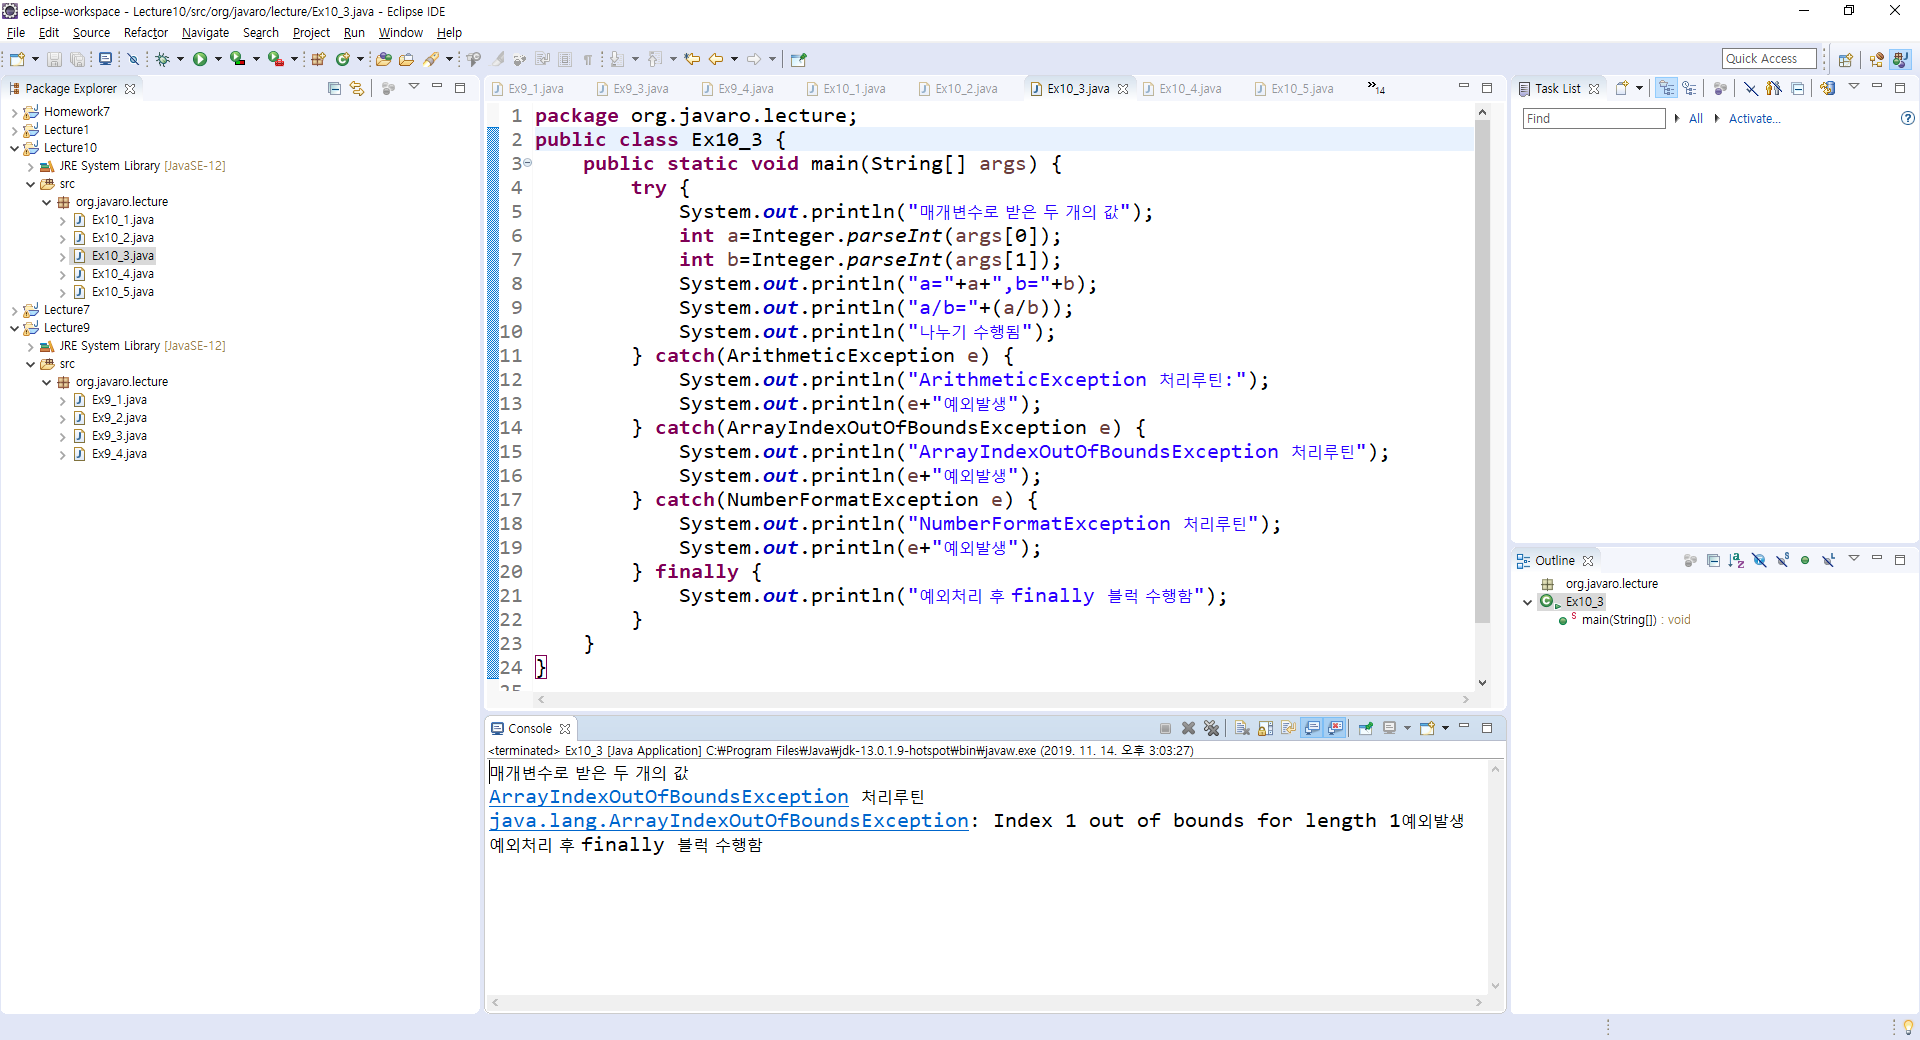 eclipse-workspace - Lecture10/src/org/javaro/lecture/Ex10_3.java - Eclipse IDE
File Edit Source Refactor Navigate Search Project Run Window Help
Quick Access
Package Explorer
Homework7
Lecture1
Lecture10
JRE System Library [JavaSE-12]
src
org.javaro.lecture
Ex10_1.java
Ex10_2.java
Ex10_3.java
Ex10_4.java
Ex10_5.java
Lecture7
Lecture9
JRE System Library [JavaSE-12]
src
org.javaro.lecture
Ex9_1.java
Ex9_2.java
Ex9_3.java
Ex9_4.java
Ex9_1.java Ex9_3.java Ex9_4.java Ex10_1.java Ex10_2.java Ex10_3.java Ex10_4.java Ex10_5.java »14
1 package org.javaro.lecture;
2 public class Ex10_3 {
3 public static void main(String[] args) {
4 try {
5 System.out.println("매개변수로 받은 두 개의 값");
6 int a=Integer.parseInt(args[0]);
7 int b=Integer.parseInt(args[1]);
8 System.out.println("a="+a+",b="+b);
9 System.out.println("a/b="+(a/b));
10 System.out.println("나누기 수행됨");
11 } catch(ArithmeticException e) {
12 System.out.println("ArithmeticException 처리루틴:");
13 System.out.println(e+"예외발생");
14 } catch(ArrayIndexOutOfBoundsException e) {
15 System.out.println("ArrayIndexOutOfBoundsException 처리루틴");
16 System.out.println(e+"예외발생");
17 } catch(NumberFormatException e) {
18 System.out.println("NumberFormatException 처리루틴");
19 System.out.println(e+"예외발생");
20 } finally {
21 System.out.println("예외처리 후 finally 블럭 수행함");
22 }
23 }
24 }
25
Console
<terminated> Ex10_3 [Java Application] C:₩Program Files₩Java₩jdk-13.0.1.9-hotspot₩bin₩javaw.exe (2019. 11. 14. 오후 3:03:27)
매개변수로 받은 두 개의 값
ArrayIndexOutOfBoundsException 처리루틴
java.lang.ArrayIndexOutOfBoundsException: Index 1 out of bounds for length 1예외발생
예외처리 후 finally 블럭 수행함
Task List
Find All Activate...
Outline
org.javaro.lecture
Ex10_3
main(String[]) : void